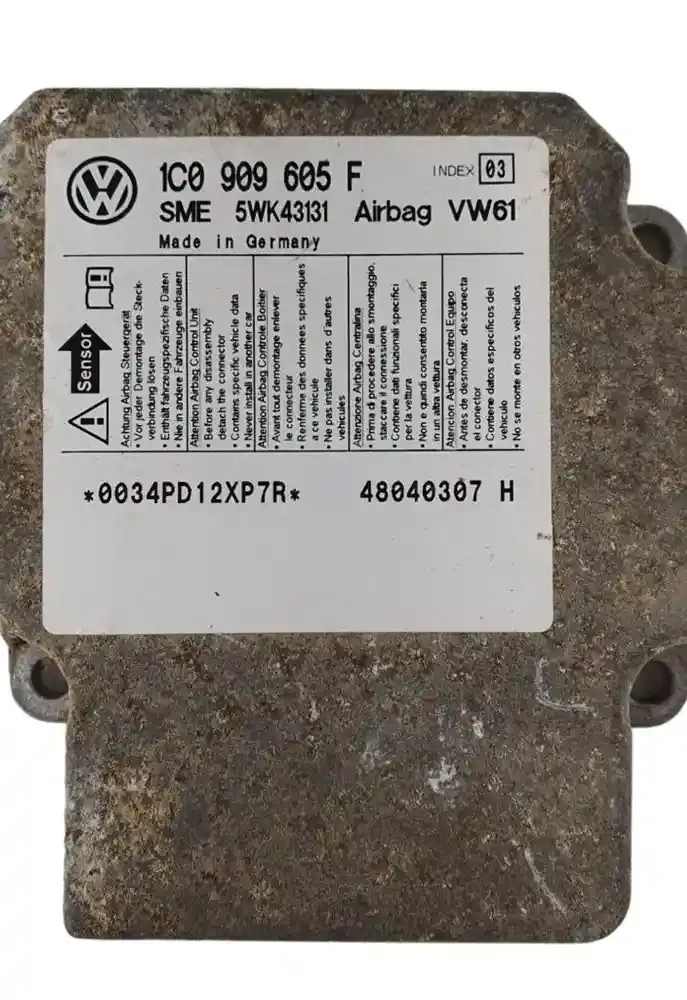 1C0 909 605 F
INDEX 03
SME 5WK43131 Airbag VW61
Made in Germany
Sensor
Achtung Airbag Steuergerät
• Vor jeder Demontage die Steck-
verbindung lösen
• Enthält fahrzeugspezifische Daten
• Nie in andere Fahrzeuge einbauen
Attention Airbag Control Unit
• Before any disassembly
detach the connector
• Contains specific vehicle data
• Never install in another car
Attention Airbag Controle Boitier
• Avant tout demontage enlever
le connecteur
• Renferme des donnees specifiques
a ce vehicule
• Ne pas installer dans d'autres
vehicules
Attenzione Airbag Centralina
• Prima di procedere allo smontaggio,
staccare il connessione
• Contiene dati funzionali specifici
per la vettura
• Non e quindi consentito montarla
in un altra vettura
Atencion Airbag Control Equipo
• Antes de desmontar, desconecta
el conector
• Contiene datos especificos del
vehiculo
• No se monte en otros vehiculos
*0034PD12XP7R* 48040307 H